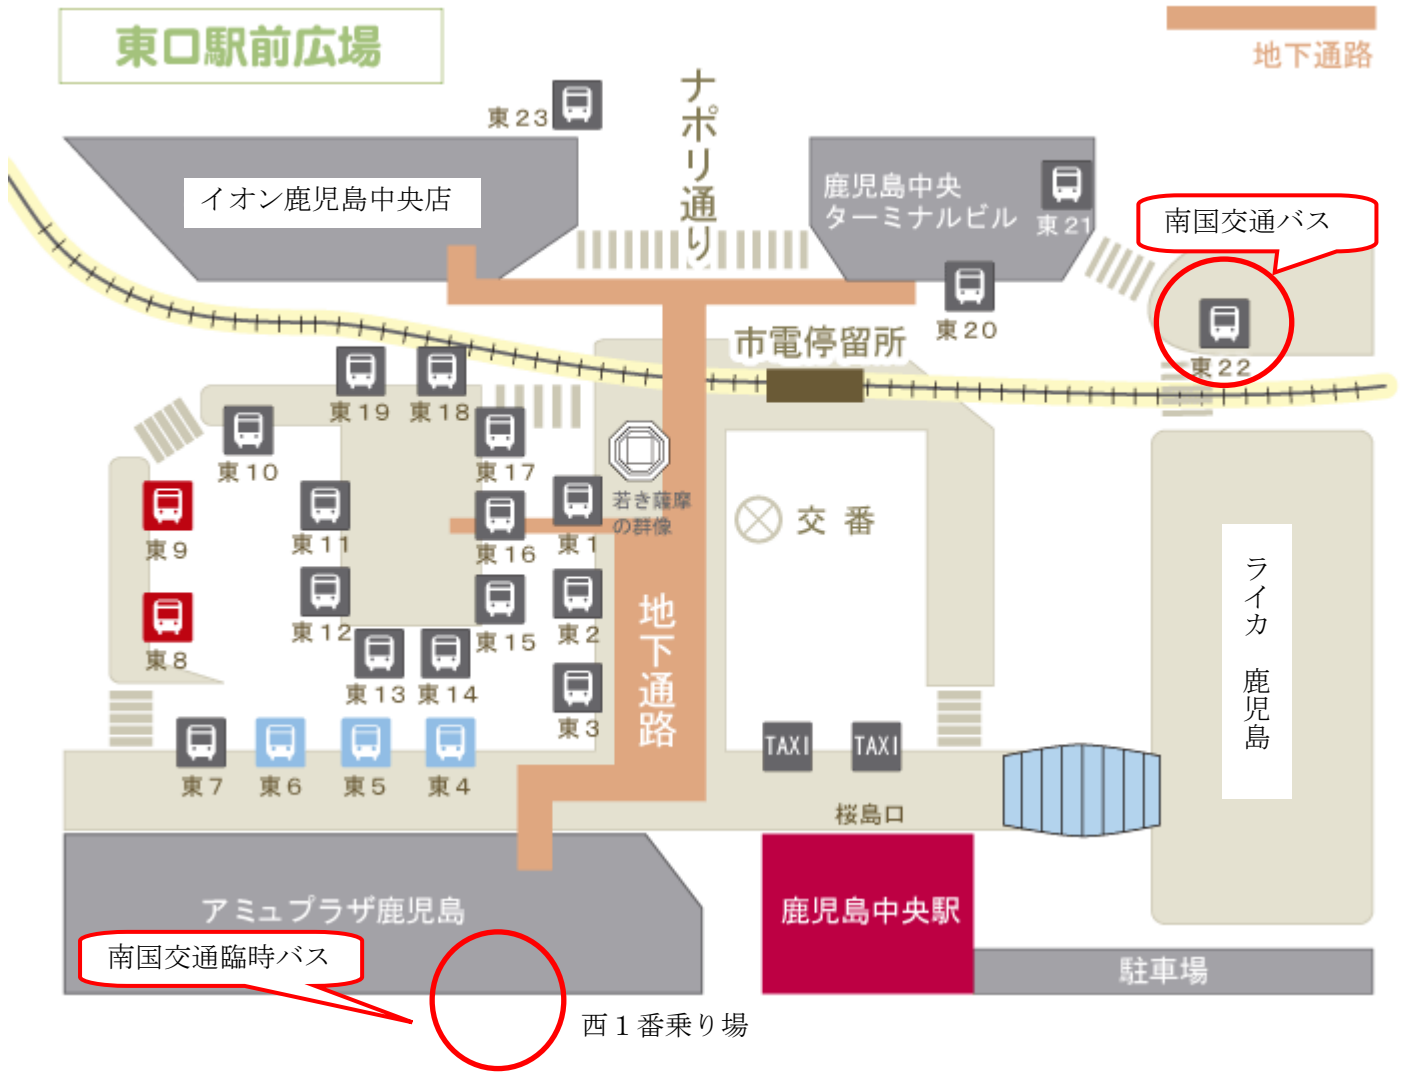 東口駅前広場
地下通路
東23
ナポリ通り
イオン鹿児島中央店
鹿児島中央
ターミナルビル
東21
南国交通バス
東20
東22
市電停留所
東19
東18
東17
東10
若き薩摩
の群像
東9
東11
東16
東1
交番
東8
東12
東15
東2
地下通路
ライカ 鹿児島
東13
東14
東3
TAXI
TAXI
東7
東6
東5
東4
桜島口
アミュプラザ鹿児島
鹿児島中央駅
南国交通臨時バス
駐車場
西1番乗り場